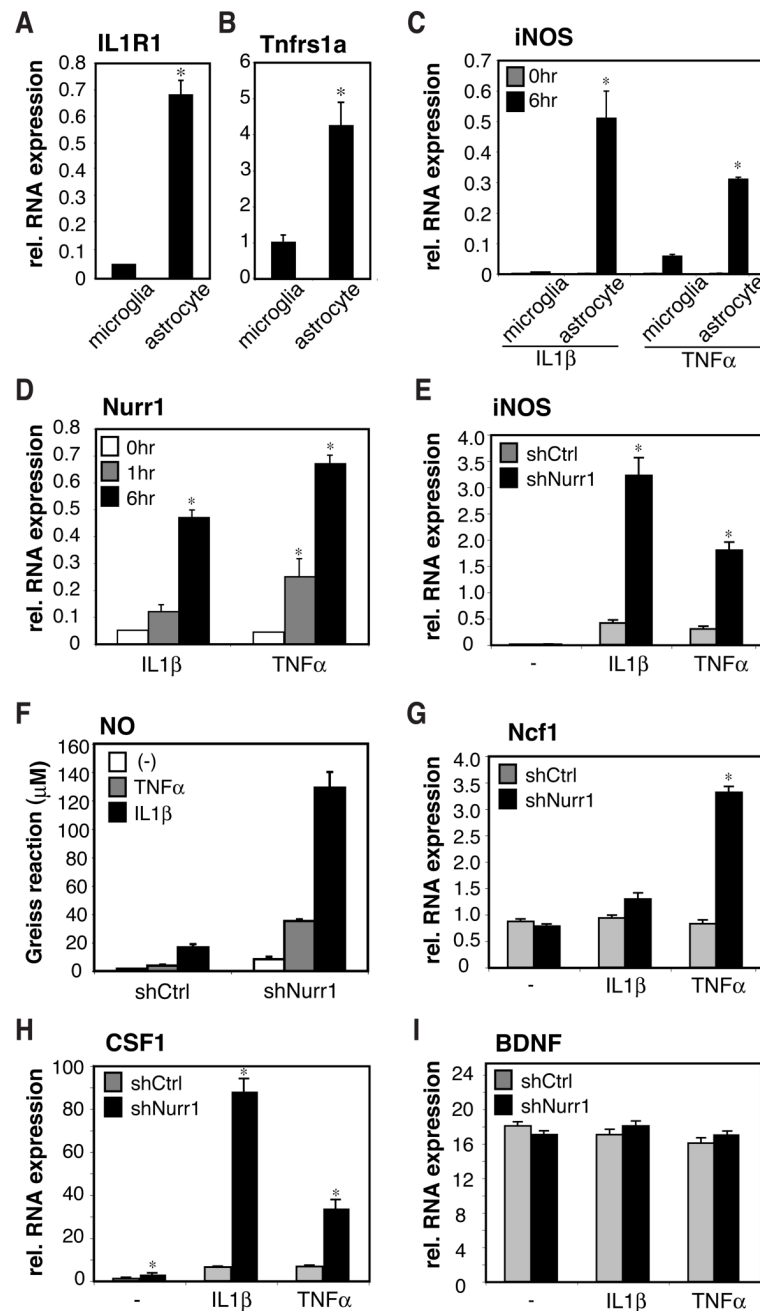 A
IL1R1
rel. RNA expression
0.8
0.7
0.6
0.5
0.4
0.3
0.2
0.1
0
*
microglia
astrocyte
B
Tnfrs1a
6
5
4
3
2
1
0
*
microglia
astrocyte
C
iNOS
rel. RNA expression
0.7
0.6
0.5
0.4
0.3
0.2
0.1
0
0hr
6hr
*
*
microglia
astrocyte
microglia
astrocyte
IL1β
TNFα
D
Nurr1
rel. RNA expression
0.8
0.7
0.6
0.5
0.4
0.3
0.2
0.1
0
0hr
1hr
6hr
*
*
*
IL1β
TNFα
E
iNOS
rel. RNA expression
4.0
3.5
3.0
2.5
2.0
1.5
1.0
0.5
0
shCtrl
shNurr1
*
*
-
IL1β
TNFα
F
NO
Greiss reaction (μM)
160
140
120
100
80
60
40
20
0
(-)
TNFα
IL1β
shCtrl
shNurr1
G
Ncf1
rel. RNA expression
4.0
3.5
3.0
2.5
2.0
1.5
1.0
0.5
0
shCtrl
shNurr1
*
-
IL1β
TNFα
H
CSF1
rel. RNA expression
100
80
60
40
20
0
shCtrl
shNurr1
*
*
*
-
IL1β
TNFα
I
BDNF
rel. RNA expression
24
20
16
12
8
4
0
shCtrl
shNurr1
-
IL1β
TNFα